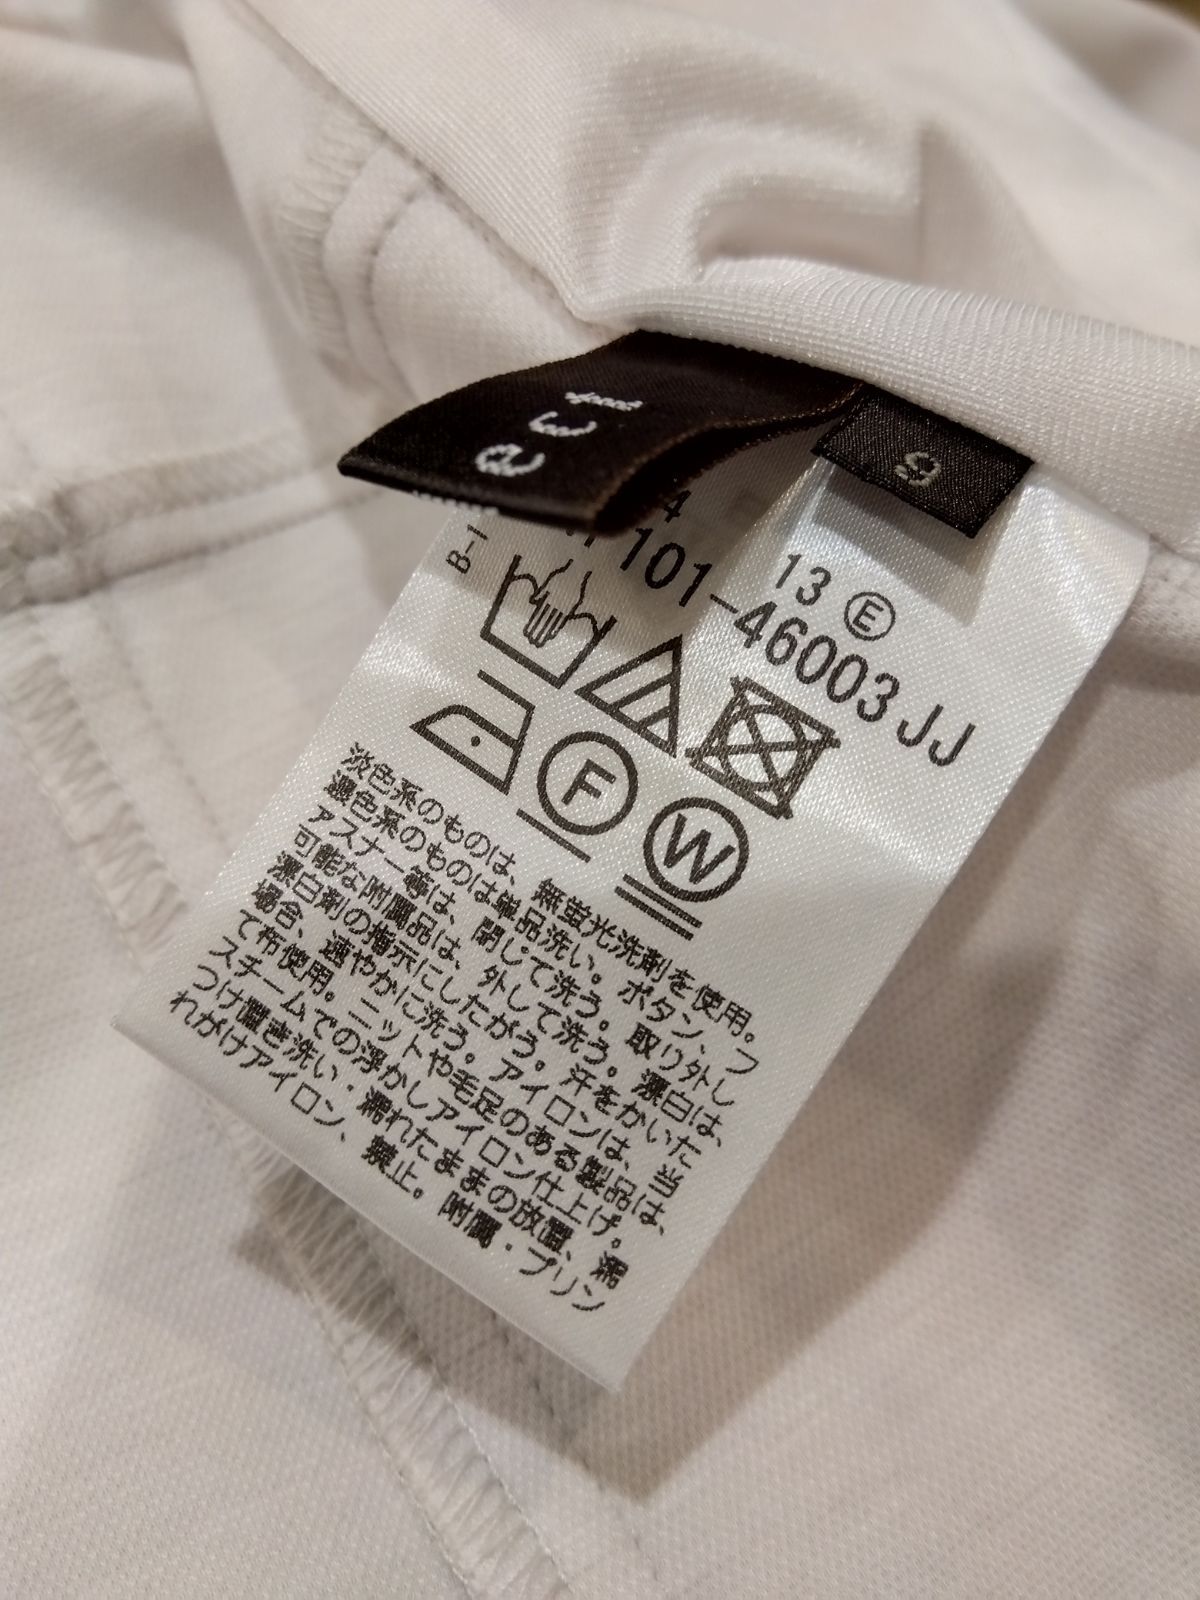 9
13 Ⓔ
4
101-46003 JJ
B-1
F
W
淡色系のものは、無蛍光洗剤を使用。
濃色系のものは単品洗い。ボタン、フ
ァスナー等は、閉じて洗う。取り外し
可能な附属品は、外して洗う。漂白は、
漂白剤の指示にしたがう。汗をかいた
場合、速やかに洗う。アイロンは、当
て布使用。ニットや毛足のある製品は、
スチームでの浮かしアイロン仕上げ。
つけ置き洗い・濡れたままの放置、濡
れがけアイロン、禁止。附属・プリン